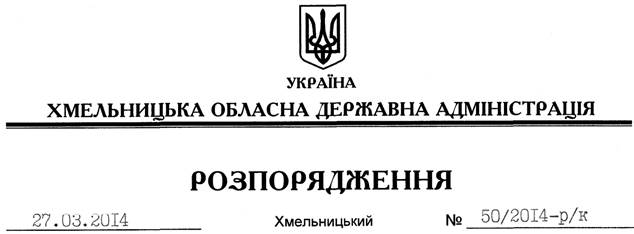 УКРАЇНА
ХМЕЛЬНИЦЬКА ОБЛАСНА ДЕРЖАВНА АДМІНІСТРАЦІЯ
РОЗПОРЯДЖЕННЯ
27.03.2014 Хмельницький № 50/2014-р/к